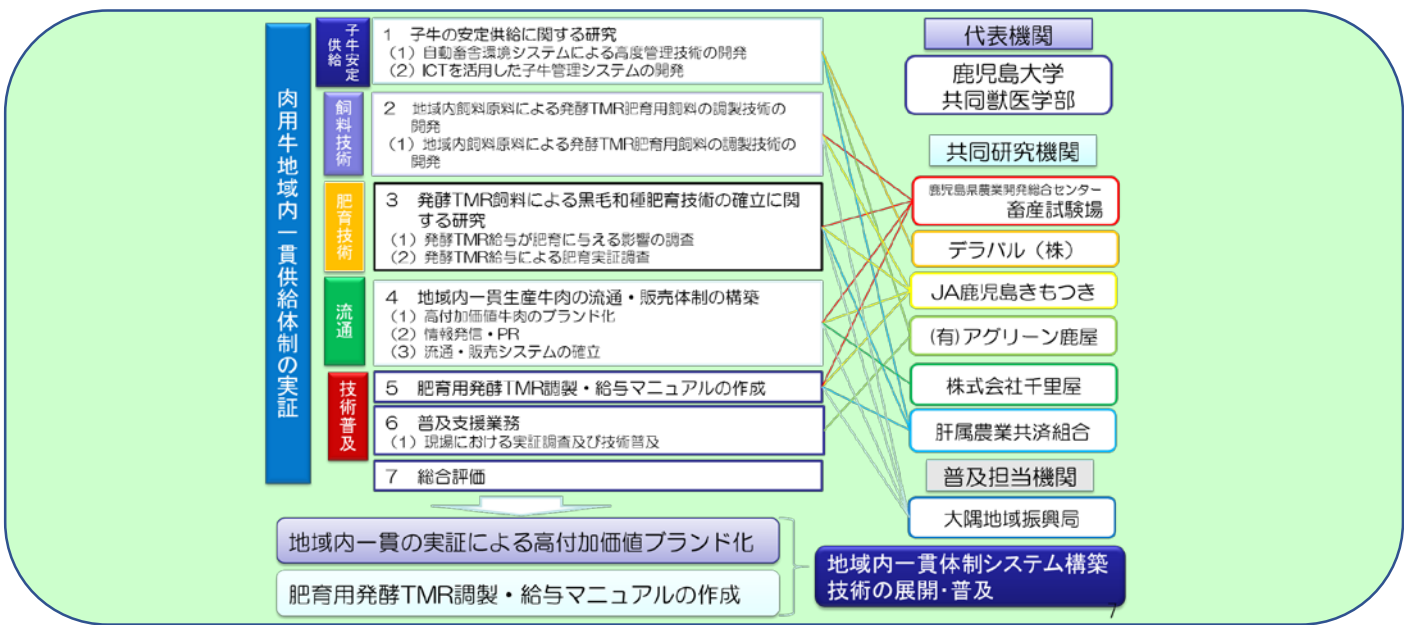 肉用牛地域内一貫供給体制の実証
子牛安定
供給
1 子牛の安定供給に関する研究
(1)自動畜舎環境システムによる高度管理技術の開発
(2)ICTを活用した子牛管理システムの開発
飼料技術
2 地域内飼料原料による発酵TMR肥育用飼料の調製技術の
開発
(1)地域内飼料原料による発酵TMR肥育用飼料の調製技術の
開発
肥育技術
3 発酵TMR飼料による黒毛和種肥育技術の確立に関
する研究
(1)発酵TMR給与が肥育に与える影響の調査
(2)発酵TMR給与による肥育実証調査
流通
4 地域内一貫生産牛肉の流通・販売体制の構築
(1)高付加価値牛肉のブランド化
(2)情報発信・PR
(3)流通・販売システムの確立
技術普及
5 肥育用発酵TMR調製・給与マニュアルの作成
6 普及支援業務
(1)現場における実証調査及び技術普及
7 総合評価
代表機関
鹿児島大学
共同獣医学部
共同研究機関
鹿児島県農業開発総合センター
畜産試験場
デラバル(株)
JA鹿児島きもつき
(有)アグリーン鹿屋
株式会社千里屋
肝属農業共済組合
普及担当機関
大隅地域振興局
地域内一貫の実証による高付加価値ブランド化
肥育用発酵TMR調製・給与マニュアルの作成
地域内一貫体制システム構築
技術の展開・普及
7